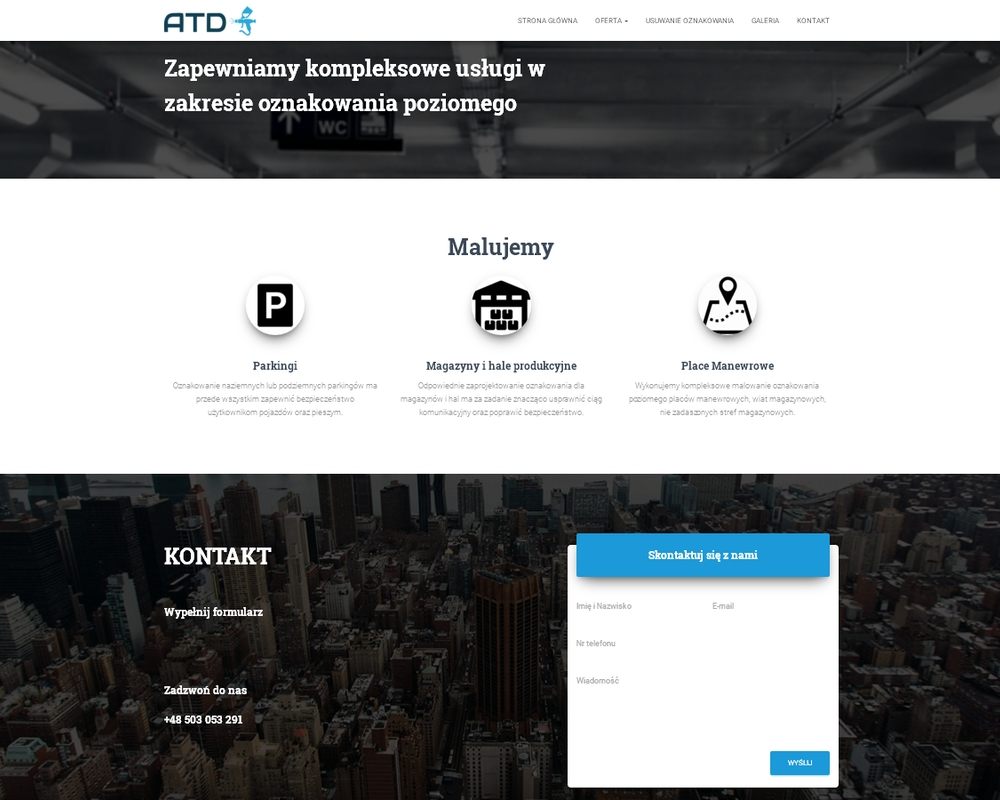 ATD
STRONA GŁÓWNA
OFERTA
USUWANIE OZNAKOWANIA
GALERIA
KONTAKT
Zapewniamy kompleksowe usługi w
zakresie oznakowania poziomego
WC
Malujemy
P
Parkingi
Oznakowanie naziemnych lub podziemnych parkingów ma
przede wszystkim zapewnić bezpieczeństwo
użytkownikom pojazdów oraz pieszym.
Magazyny i hale produkcyjne
Odpowiednie zaprojektowanie oznakowania dla
magazynów i hal ma za zadanie znacząco usprawnić ciąg
komunikacyjny oraz poprawić bezpieczeństwo.
Place Manewrowe
Wykonujemy kompleksowe malowanie oznakowania
poziomego placów manewrowych, wiat magazynowych,
nie zadaszonych stref magazynowych.
KONTAKT
Wypełnij formularz
Zadzwoń do nas
+48 503 053 291
Skontaktuj się z nami
Imię i Nazwisko
E-mail
Nr telefonu
Wiadomość
WYŚLIJ